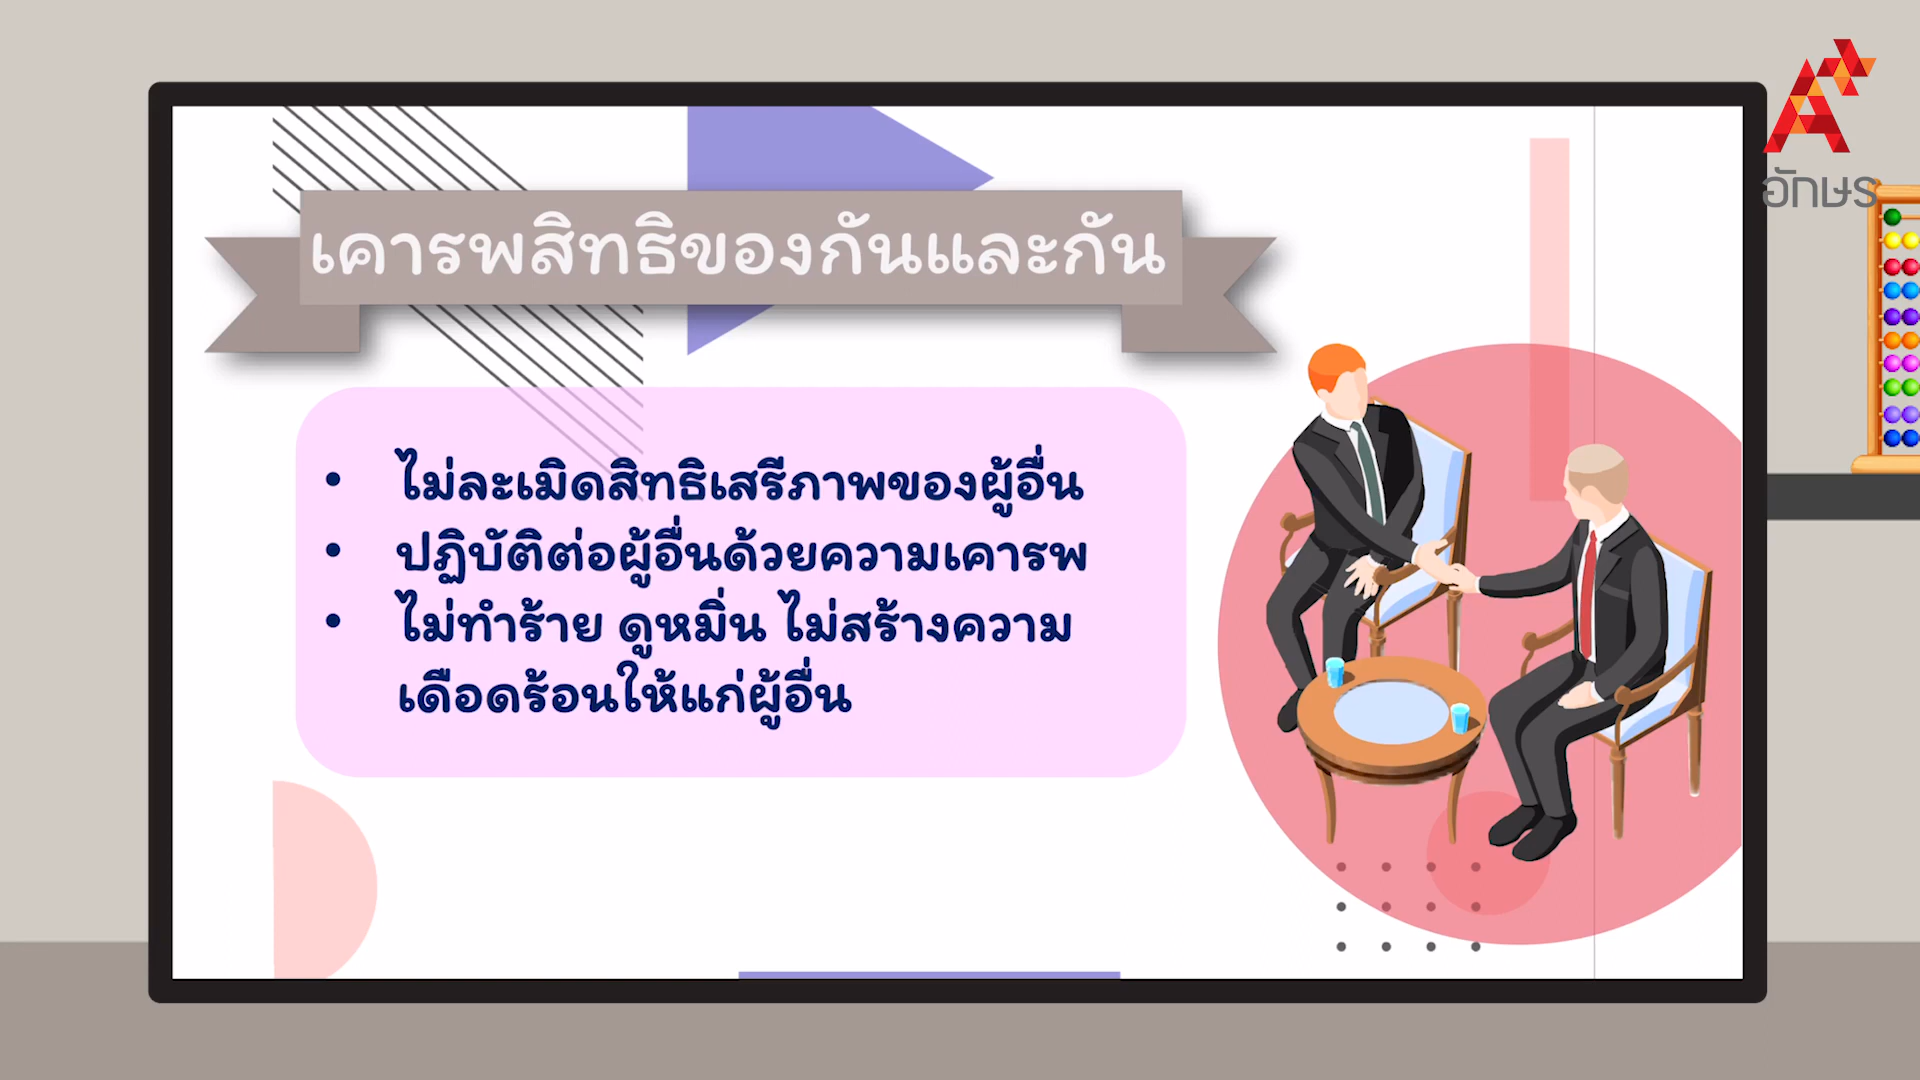 อักษร
เคารพสิทธิของกันและกัน
• ไม่ละเมิดสิทธิเสรีภาพของผู้อื่น
• ปฏิบัติต่อผู้อื่นด้วยความเคารพ
• ไม่ทำร้าย ดูหมิ่น ไม่สร้างความ
เดือดร้อนให้แก่ผู้อื่น